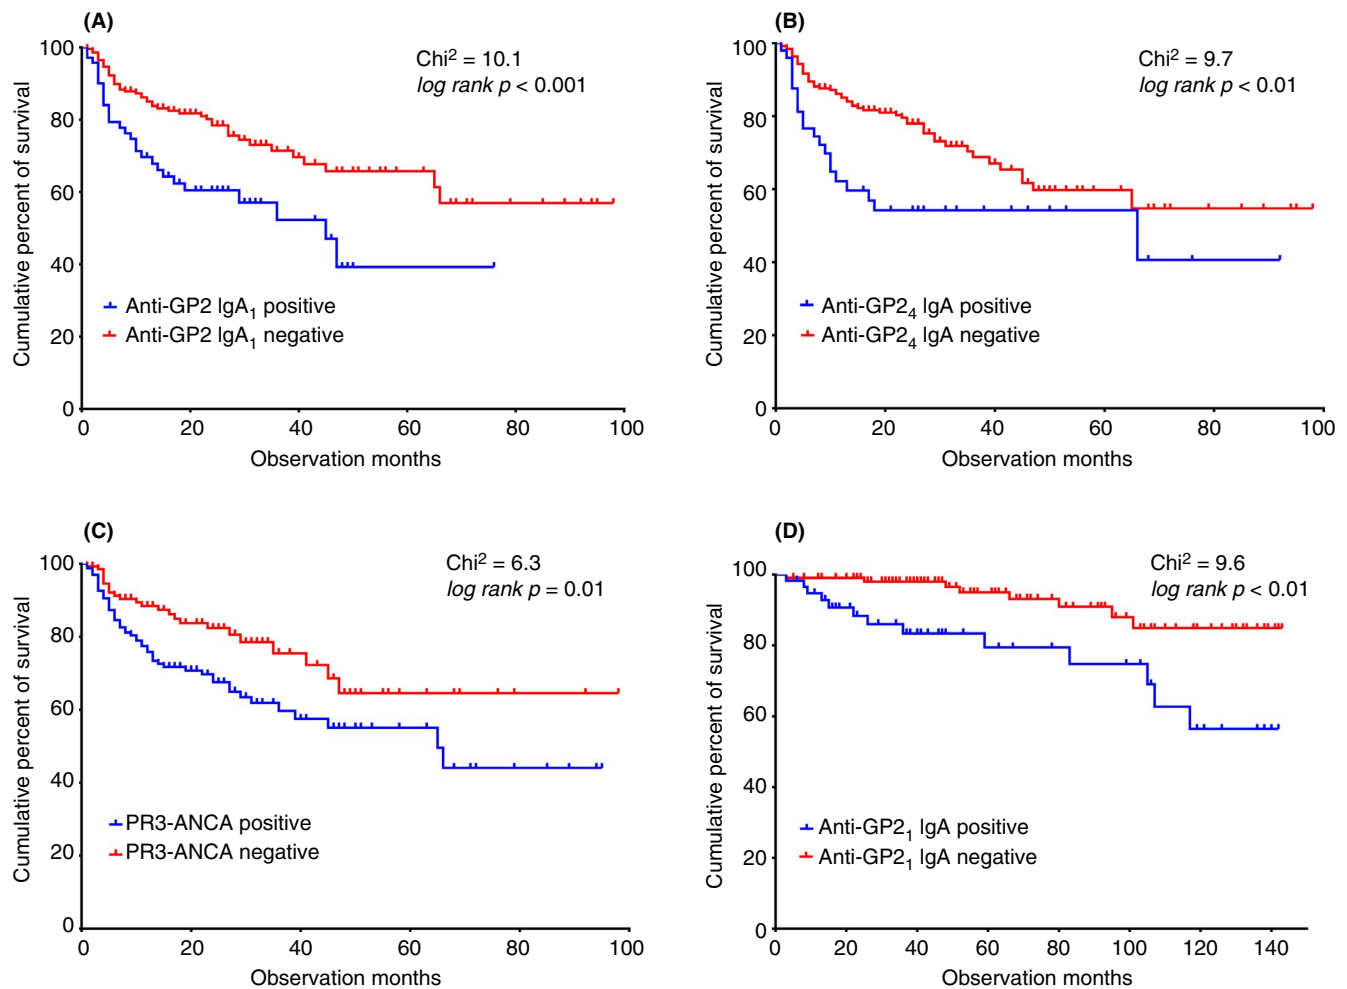 (A)
Chi² = 10.1
log rank p < 0.001
Cumulative percent of survival
100
80
60
40
20
0
Anti-GP2 IgA₁ positive
Anti-GP2 IgA₁ negative
0 20 40 60 80 100
Observation months
(B)
Chi² = 9.7
log rank p < 0.01
Cumulative percent of survival
100
80
60
40
20
0
Anti-GP2₄ IgA positive
Anti-GP2₄ IgA negative
0 20 40 60 80 100
Observation months
(C)
Chi² = 6.3
log rank p = 0.01
Cumulative percent of survival
100
80
60
40
20
0
PR3-ANCA positive
PR3-ANCA negative
0 20 40 60 80 100
Observation months
(D)
Chi² = 9.6
log rank p < 0.01
Cumulative percent of survival
100
80
60
40
20
0
Anti-GP2₁ IgA positive
Anti-GP2₁ IgA negative
0 20 40 60 80 100 120 140
Observation months